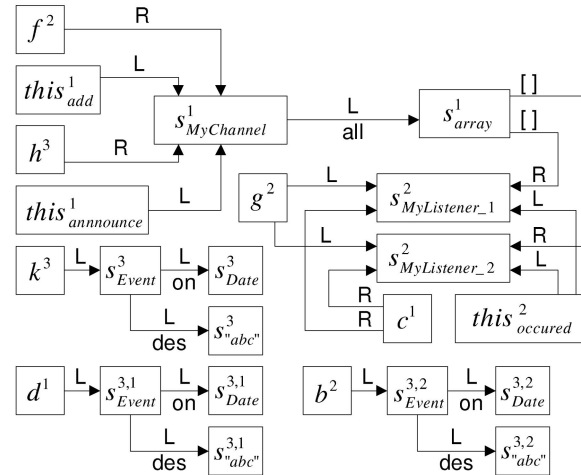 f²
R
this¹add
L
s¹MyChannel
L
all
s¹array
[ ]
[ ]
h³
R
this¹annnounce
L
g²
L
L
s²MyListener_1
R
L
s²MyListener_2
R
L
R
R
c¹
this²occured
k³
L
s³Event
L
on
s³Date
L
des
s³"abc"
d¹
L
s³,¹Event
L
on
s³,¹Date
L
des
s³,¹"abc"
b²
L
s³,²Event
L
on
s³,²Date
L
des
s³,²"abc"